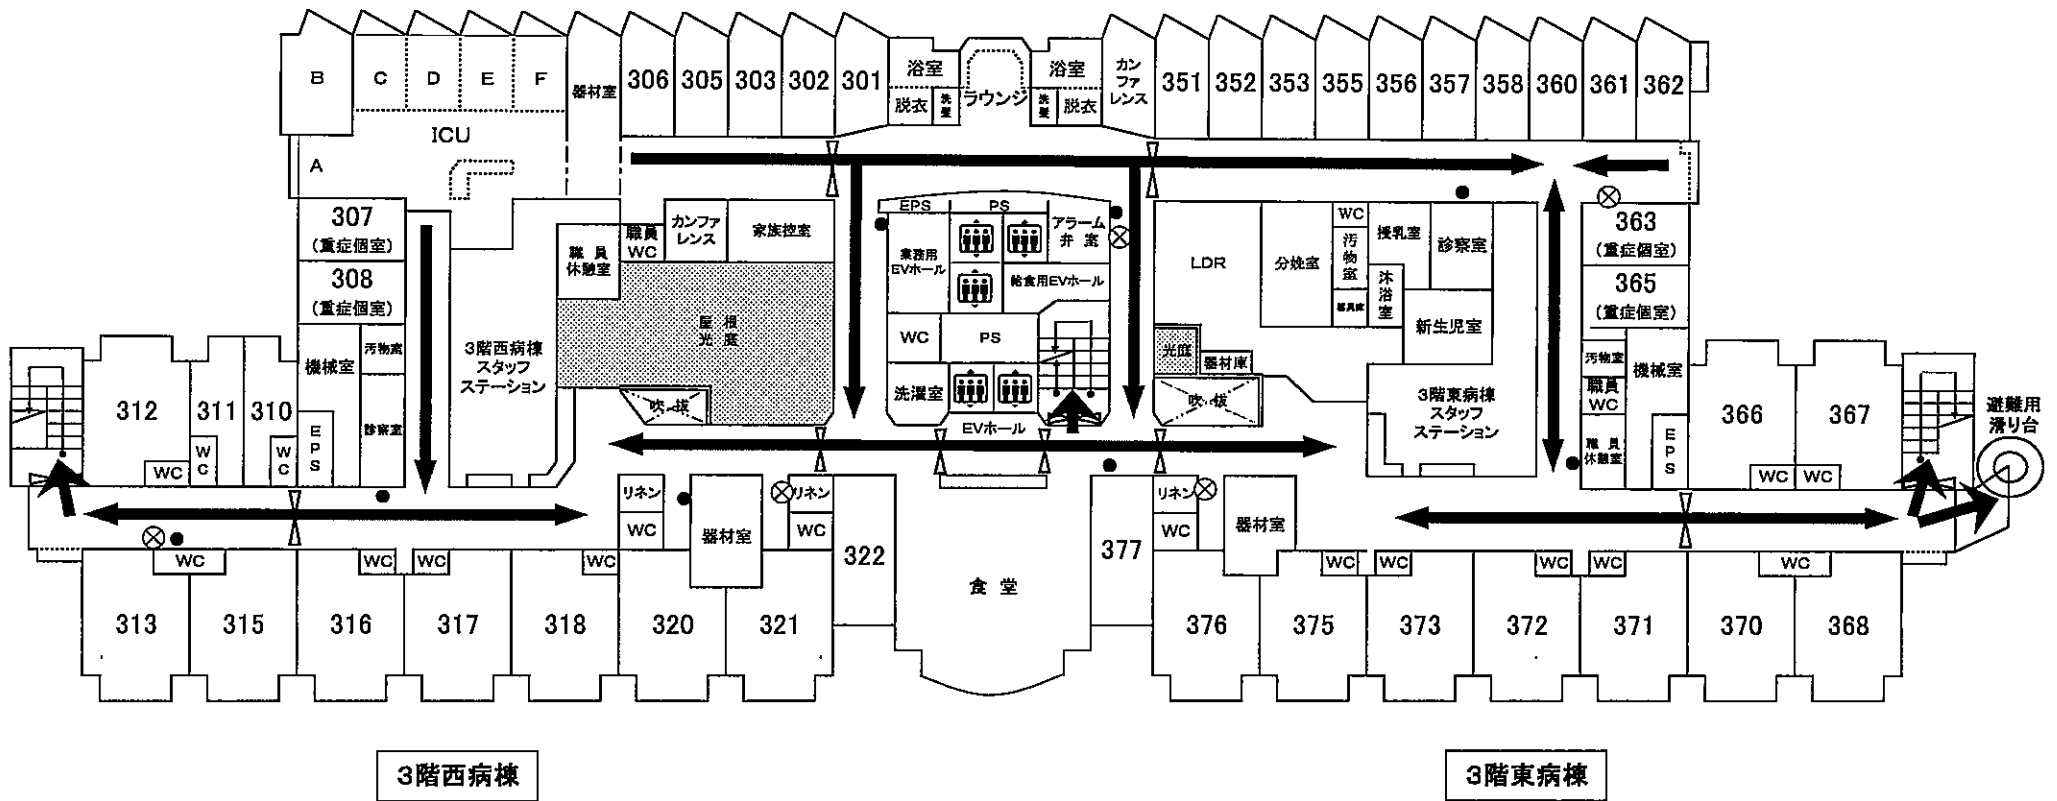 B
C
D
E
F
器材室
306
305
303
302
301
浴室
脱衣
洗髪
ラウンジ
浴室
洗髪
脱衣
カン
ファ
レンス
351
352
353
355
356
357
358
360
361
362
ICU
A
307
(重症個室)
308
(重症個室)
職員
休憩室
職員
WC
カンファ
レンス
家族控室
EPS
PS
業務用
EVホール
アラーム
弁室
給食用EVホール
WC
PS
洗濯室
EVホール
LDR
分娩室
WC
汚物室
器具庫
授乳室
沐浴室
診察室
新生児室
363
(重症個室)
365
(重症個室)
屋根
光庭
吹抜
光庭
器材庫
吹抜
3階西病棟
スタッフ
ステーション
3階東病棟
スタッフ
ステーション
312
311
310
WC
WC
WC
機械室
EPS
汚物室
診察室
汚物室
職員
WC
職員
休憩室
機械室
EPS
366
367
WC
WC
避難用
滑り台
リネン
WC
器材室
リネン
WC
322
食堂
377
リネン
WC
器材室
WC
WC
WC
WC
WC
WC
WC
WC
WC
313
315
316
317
318
320
321
376
375
373
372
371
370
368
3階西病棟
3階東病棟